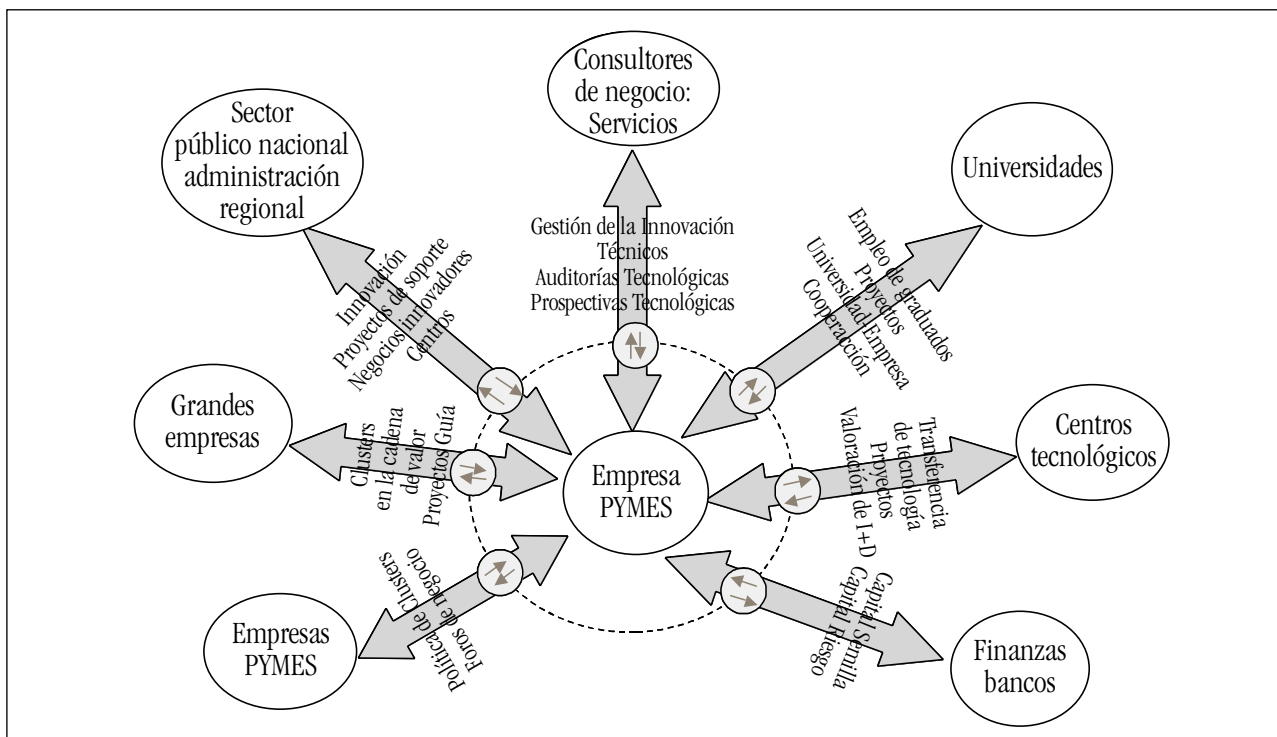 Consultores
de negocio:
Servicios
Sector
público nacional
administración
regional
Universidades
Gestión de la Innovación
Técnicos
Auditorías Tecnológicas
Prospectivas Tecnológicas
Innovación
Proyectos de soporte
Negocios innovadores
Centros
Empleo de graduados
Proyectos
Universidad-Empresa
Cooperacción
Grandes
empresas
Clusters
en la cadena
de valor
Proyectos Guía
Empresa
PYMES
Transferencia
de tecnología
Proyectos
Valoración de I+D
Centros
tecnológicos
Empresas
PYMES
Política de Clusters
Foros de negocio
Capital Semilla
Capital Riesgo
Finanzas
bancos